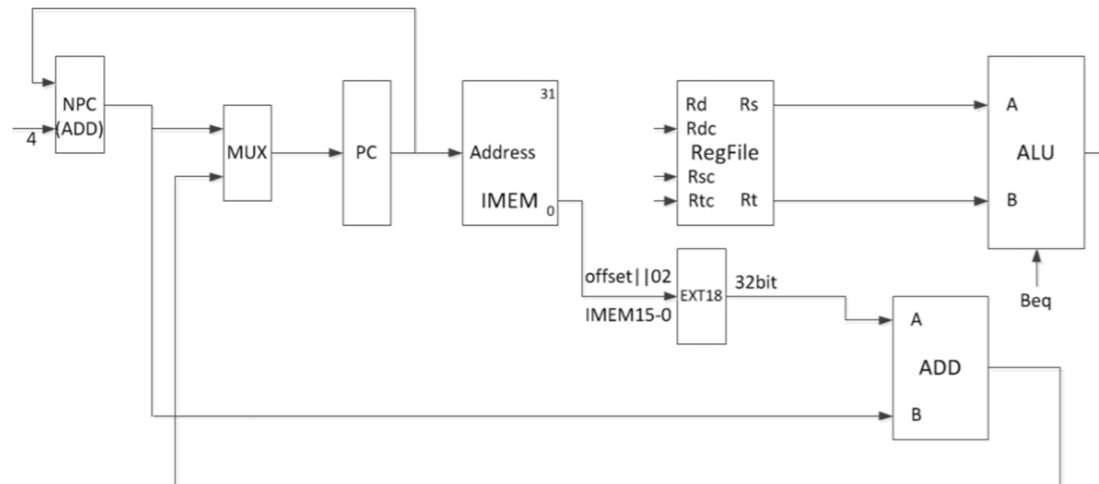 NPC
(ADD)
4
MUX
PC
31
Address
IMEM
0
Rd Rs
Rdc
RegFile
Rsc
Rtc Rt
A
ALU
B
Beq
offset||02
IMEM15-0
EXT18
32bit
A
ADD
B